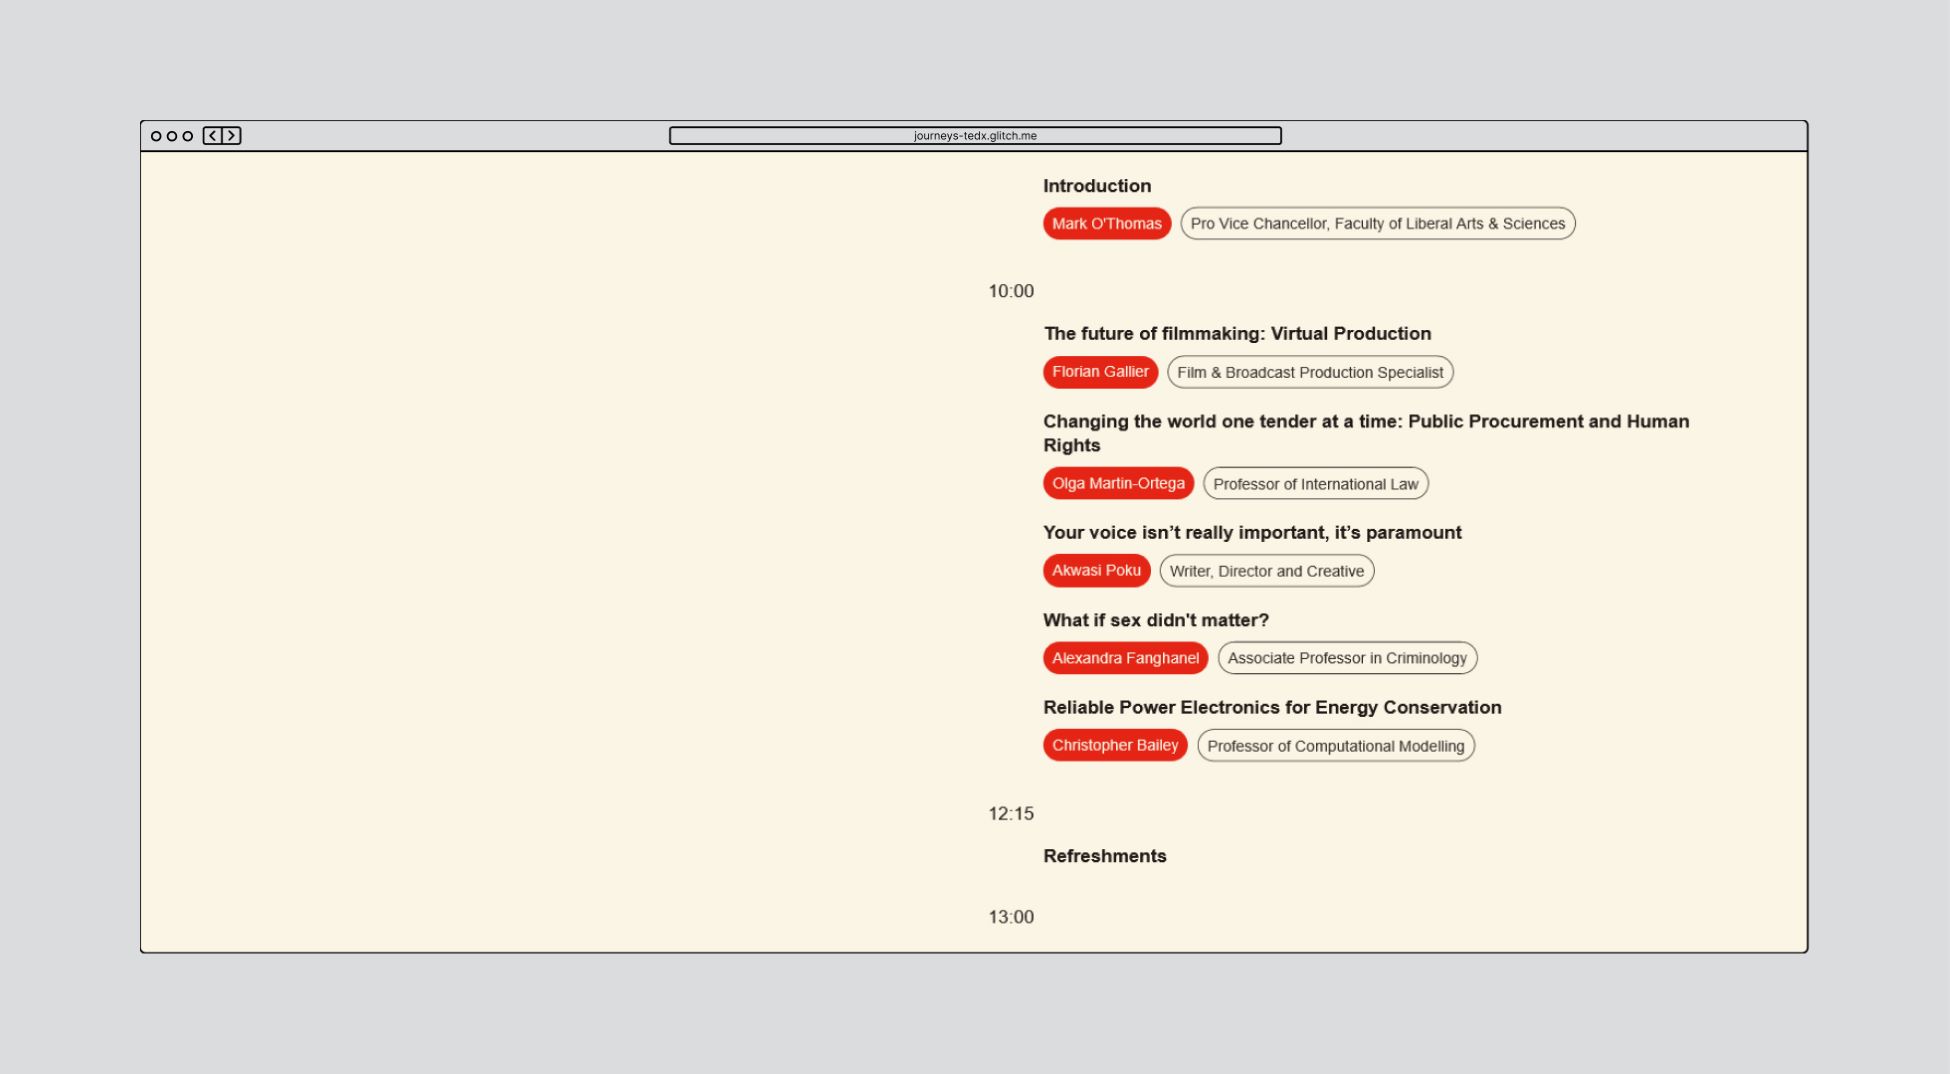 journeys-tedx.glitch.me
Introduction
Mark O'Thomas Pro Vice Chancellor, Faculty of Liberal Arts & Sciences
10:00
The future of filmmaking: Virtual Production
Florian Gallier Film & Broadcast Production Specialist
Changing the world one tender at a time: Public Procurement and Human
Rights
Olga Martin-Ortega Professor of International Law
Your voice isn’t really important, it’s paramount
Akwasi Poku Writer, Director and Creative
What if sex didn't matter?
Alexandra Fanghanel Associate Professor in Criminology
Reliable Power Electronics for Energy Conservation
Christopher Bailey Professor of Computational Modelling
12:15
Refreshments
13:00